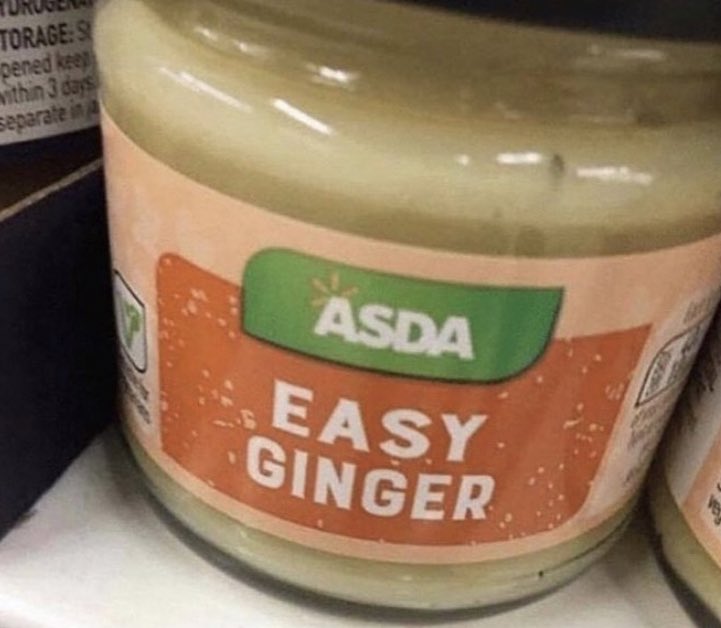 TORAGE:
pened keep
within 3 days
separate in
ASDA
EASY
GINGER